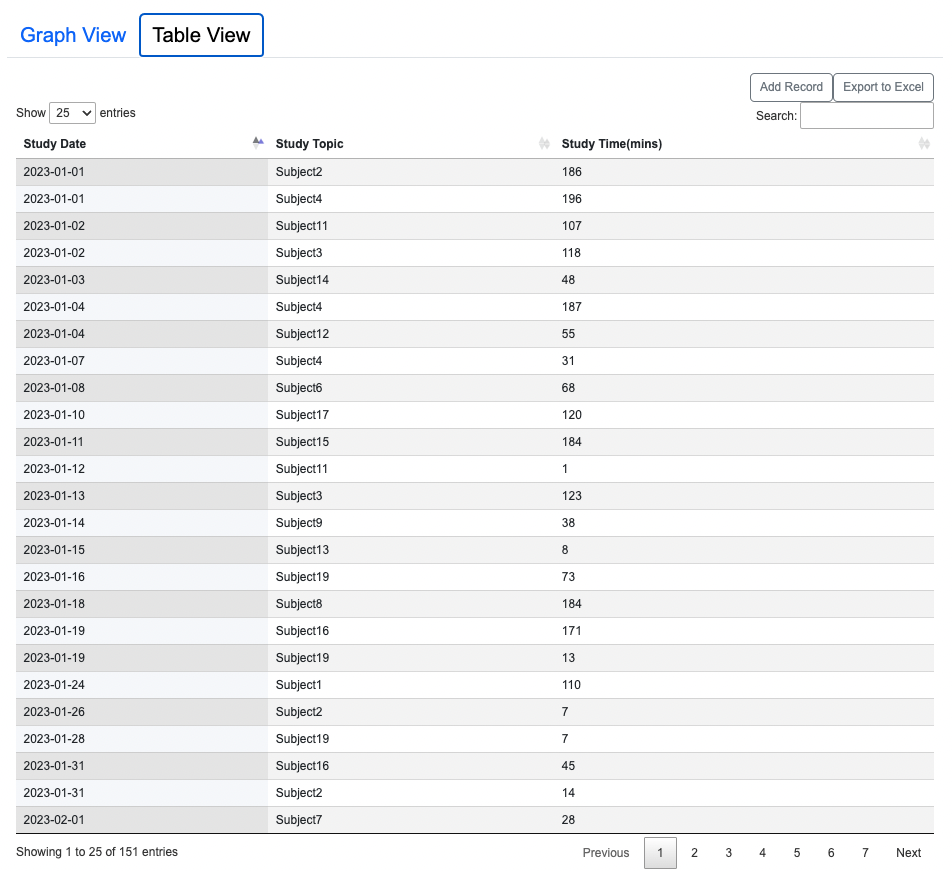 Graph View Table View
Add Record Export to Excel
Show 25 entries
Search:
Study Date Study Topic Study Time(mins)
2023-01-01 Subject2 186
2023-01-01 Subject4 196
2023-01-02 Subject11 107
2023-01-02 Subject3 118
2023-01-03 Subject14 48
2023-01-04 Subject4 187
2023-01-04 Subject12 55
2023-01-07 Subject4 31
2023-01-08 Subject6 68
2023-01-10 Subject17 120
2023-01-11 Subject15 184
2023-01-12 Subject11 1
2023-01-13 Subject3 123
2023-01-14 Subject9 38
2023-01-15 Subject13 8
2023-01-16 Subject19 73
2023-01-18 Subject8 184
2023-01-19 Subject16 171
2023-01-19 Subject19 13
2023-01-24 Subject1 110
2023-01-26 Subject2 7
2023-01-28 Subject19 7
2023-01-31 Subject16 45
2023-01-31 Subject2 14
2023-02-01 Subject7 28
Showing 1 to 25 of 151 entries Previous 1 2 3 4 5 6 7 Next